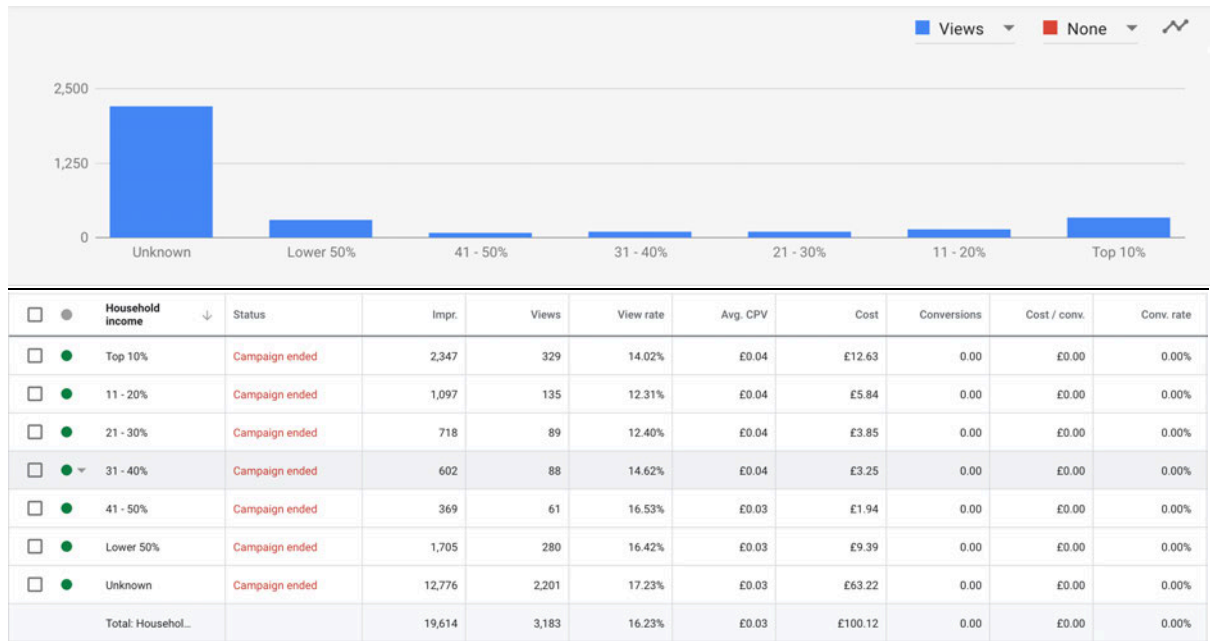 Views None
2,500
1,250
0
Unknown Lower 50% 41 - 50% 31 - 40% 21 - 30% 11 - 20% Top 10%
Household income Status Impr. Views View rate Avg. CPV Cost Conversions Cost / conv. Conv. rate
Top 10% Campaign ended 2,347 329 14.02% £0.04 £12.63 0.00 £0.00 0.00%
11 - 20% Campaign ended 1,097 135 12.31% £0.04 £5.84 0.00 £0.00 0.00%
21 - 30% Campaign ended 718 89 12.40% £0.04 £3.85 0.00 £0.00 0.00%
31 - 40% Campaign ended 602 88 14.62% £0.04 £3.25 0.00 £0.00 0.00%
41 - 50% Campaign ended 369 61 16.53% £0.03 £1.94 0.00 £0.00 0.00%
Lower 50% Campaign ended 1,705 280 16.42% £0.03 £9.39 0.00 £0.00 0.00%
Unknown Campaign ended 12,776 2,201 17.23% £0.03 £63.22 0.00 £0.00 0.00%
Total: Househol... 19,614 3,183 16.23% £0.03 £100.12 0.00 £0.00 0.00%